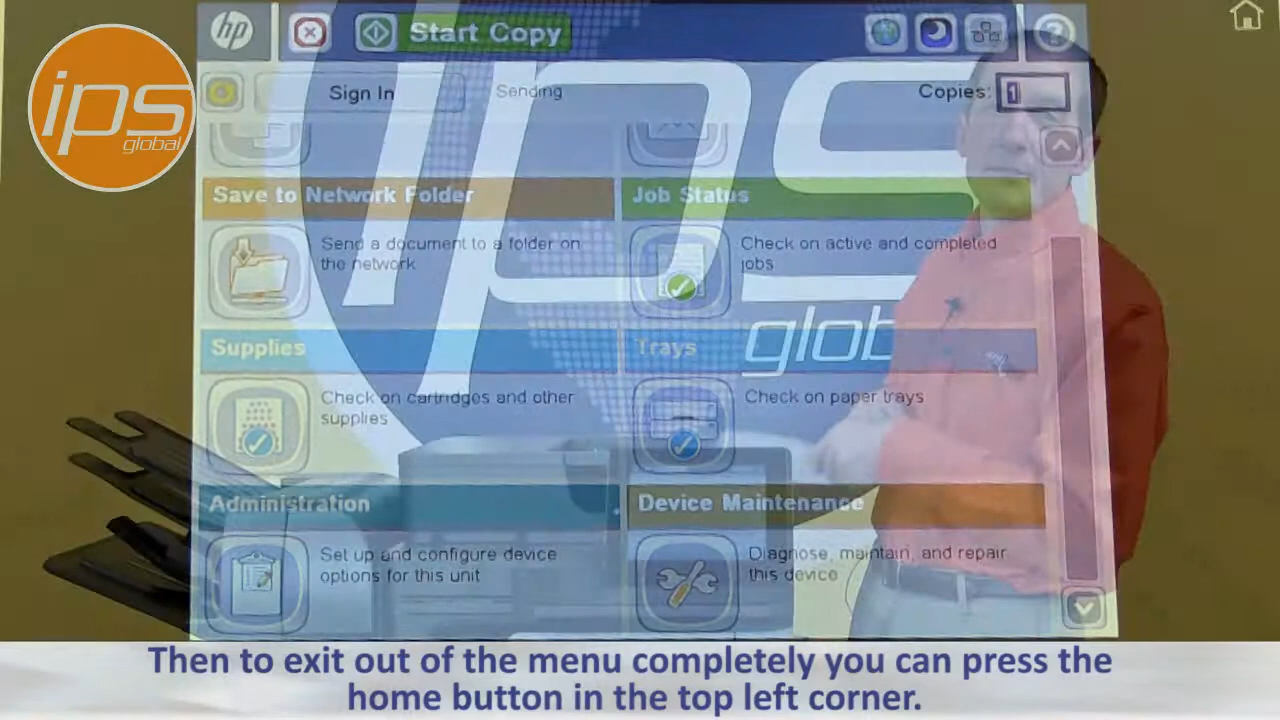 hp
Start Copy
?
ips
global
Sign In
Sending
Copies: 1
ips
global
Save to Network Folder
Job Status
Send a document to a folder on
the network
Check on active and completed
jobs
Supplies
Trays
Check on cartridges and other
supplies
Check on paper trays
Administration
Device Maintenance
Set up and configure device
options for this unit
Diagnose, maintain, and repair
this device
Then to exit out of the menu completely you can press the
home button in the top left corner.